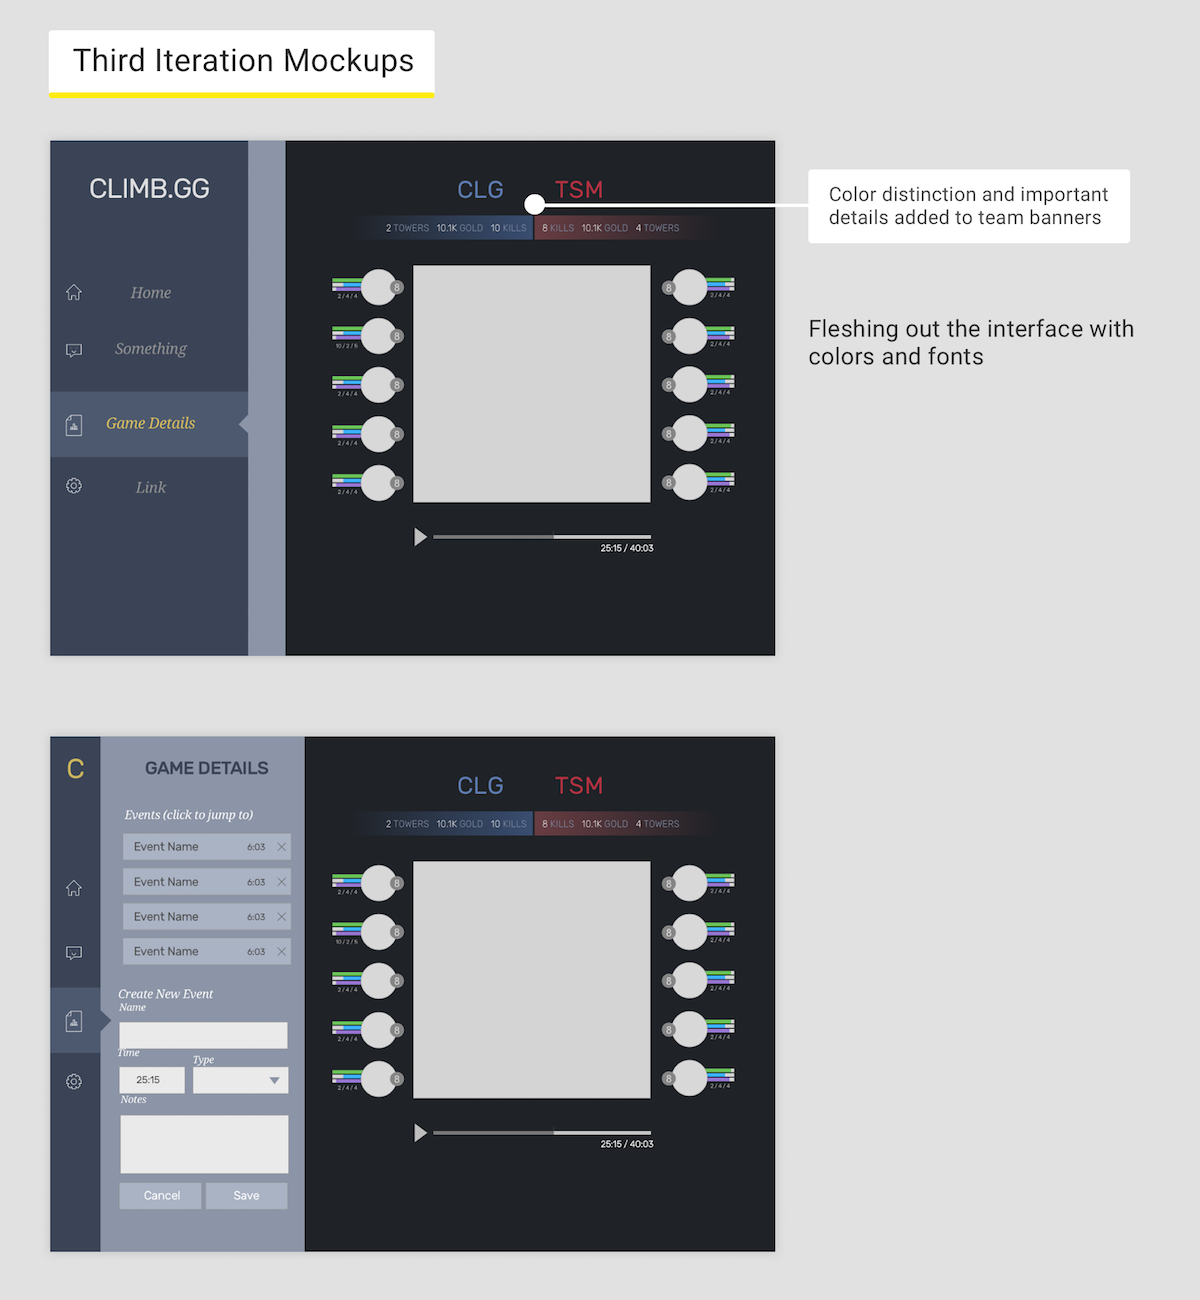 Third Iteration Mockups
CLIMB.GG
Home
Something
Game Details
Link
CLG
TSM
2 TOWERS 10.1K GOLD 10 KILLS
8 KILLS 10.1K GOLD 4 TOWERS
8
2/4/4
8
2/4/4
8
10/2/5
8
2/4/4
8
2/4/4
8
2/4/4
8
2/4/4
8
2/4/4
8
2/4/4
8
2/4/4
25:15 / 40:03
Color distinction and important
details added to team banners
Fleshing out the interface with
colors and fonts
C
GAME DETAILS
Events (click to jump to)
Event Name 6:03
Event Name 6:03
Event Name 6:03
Event Name 6:03
Create New Event
Name
Time
Type
25:15
Notes
Cancel
Save
CLG
TSM
2 TOWERS 10.1K GOLD 10 KILLS
8 KILLS 10.1K GOLD 4 TOWERS
8
2/4/4
8
2/4/4
8
10/2/5
8
2/4/4
8
2/4/4
8
2/4/4
8
2/4/4
8
2/4/4
8
2/4/4
8
2/4/4
25:15 / 40:03